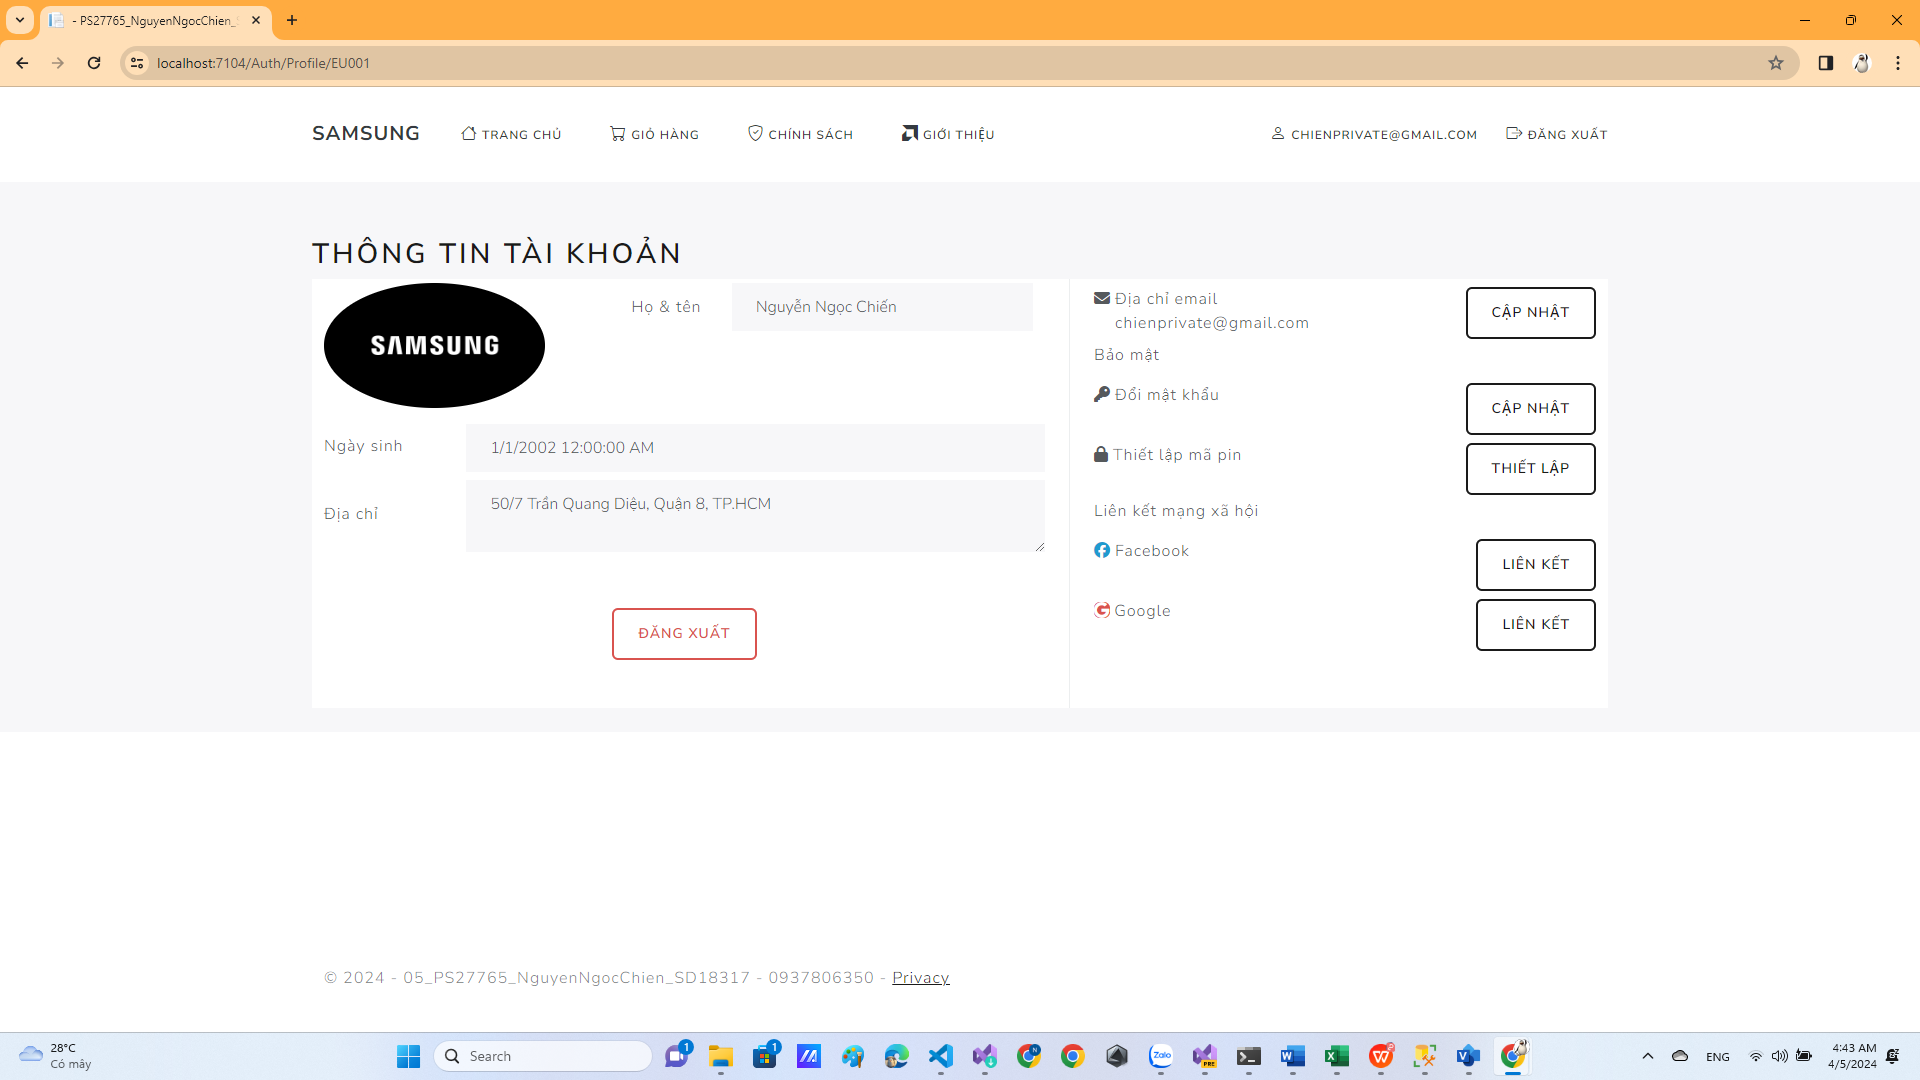 - PS27765_NguyenNgocChien_S
localhost:7104/Auth/Profile/EU001
SAMSUNG
TRANG CHỦ
GIỎ HÀNG
CHÍNH SÁCH
GIỚI THIỆU
CHIENPRIVATE@GMAIL.COM
ĐĂNG XUẤT
THÔNG TIN TÀI KHOẢN
SAMSUNG
Họ & tên
Nguyễn Ngọc Chiến
Ngày sinh
1/1/2002 12:00:00 AM
Địa chỉ
50/7 Trần Quang Diệu, Quận 8, TP.HCM
ĐĂNG XUẤT
Địa chỉ email
chienprivate@gmail.com
CẬP NHẬT
Bảo mật
Đổi mật khẩu
CẬP NHẬT
Thiết lập mã pin
THIẾT LẬP
Liên kết mạng xã hội
Facebook
LIÊN KẾT
Google
LIÊN KẾT
© 2024 - 05_PS27765_NguyenNgocChien_SD18317 - 0937806350 - Privacy
28°C
Có mây
Search
1
1
N
Zalo
PRE
ENG
4:43 AM
4/5/2024